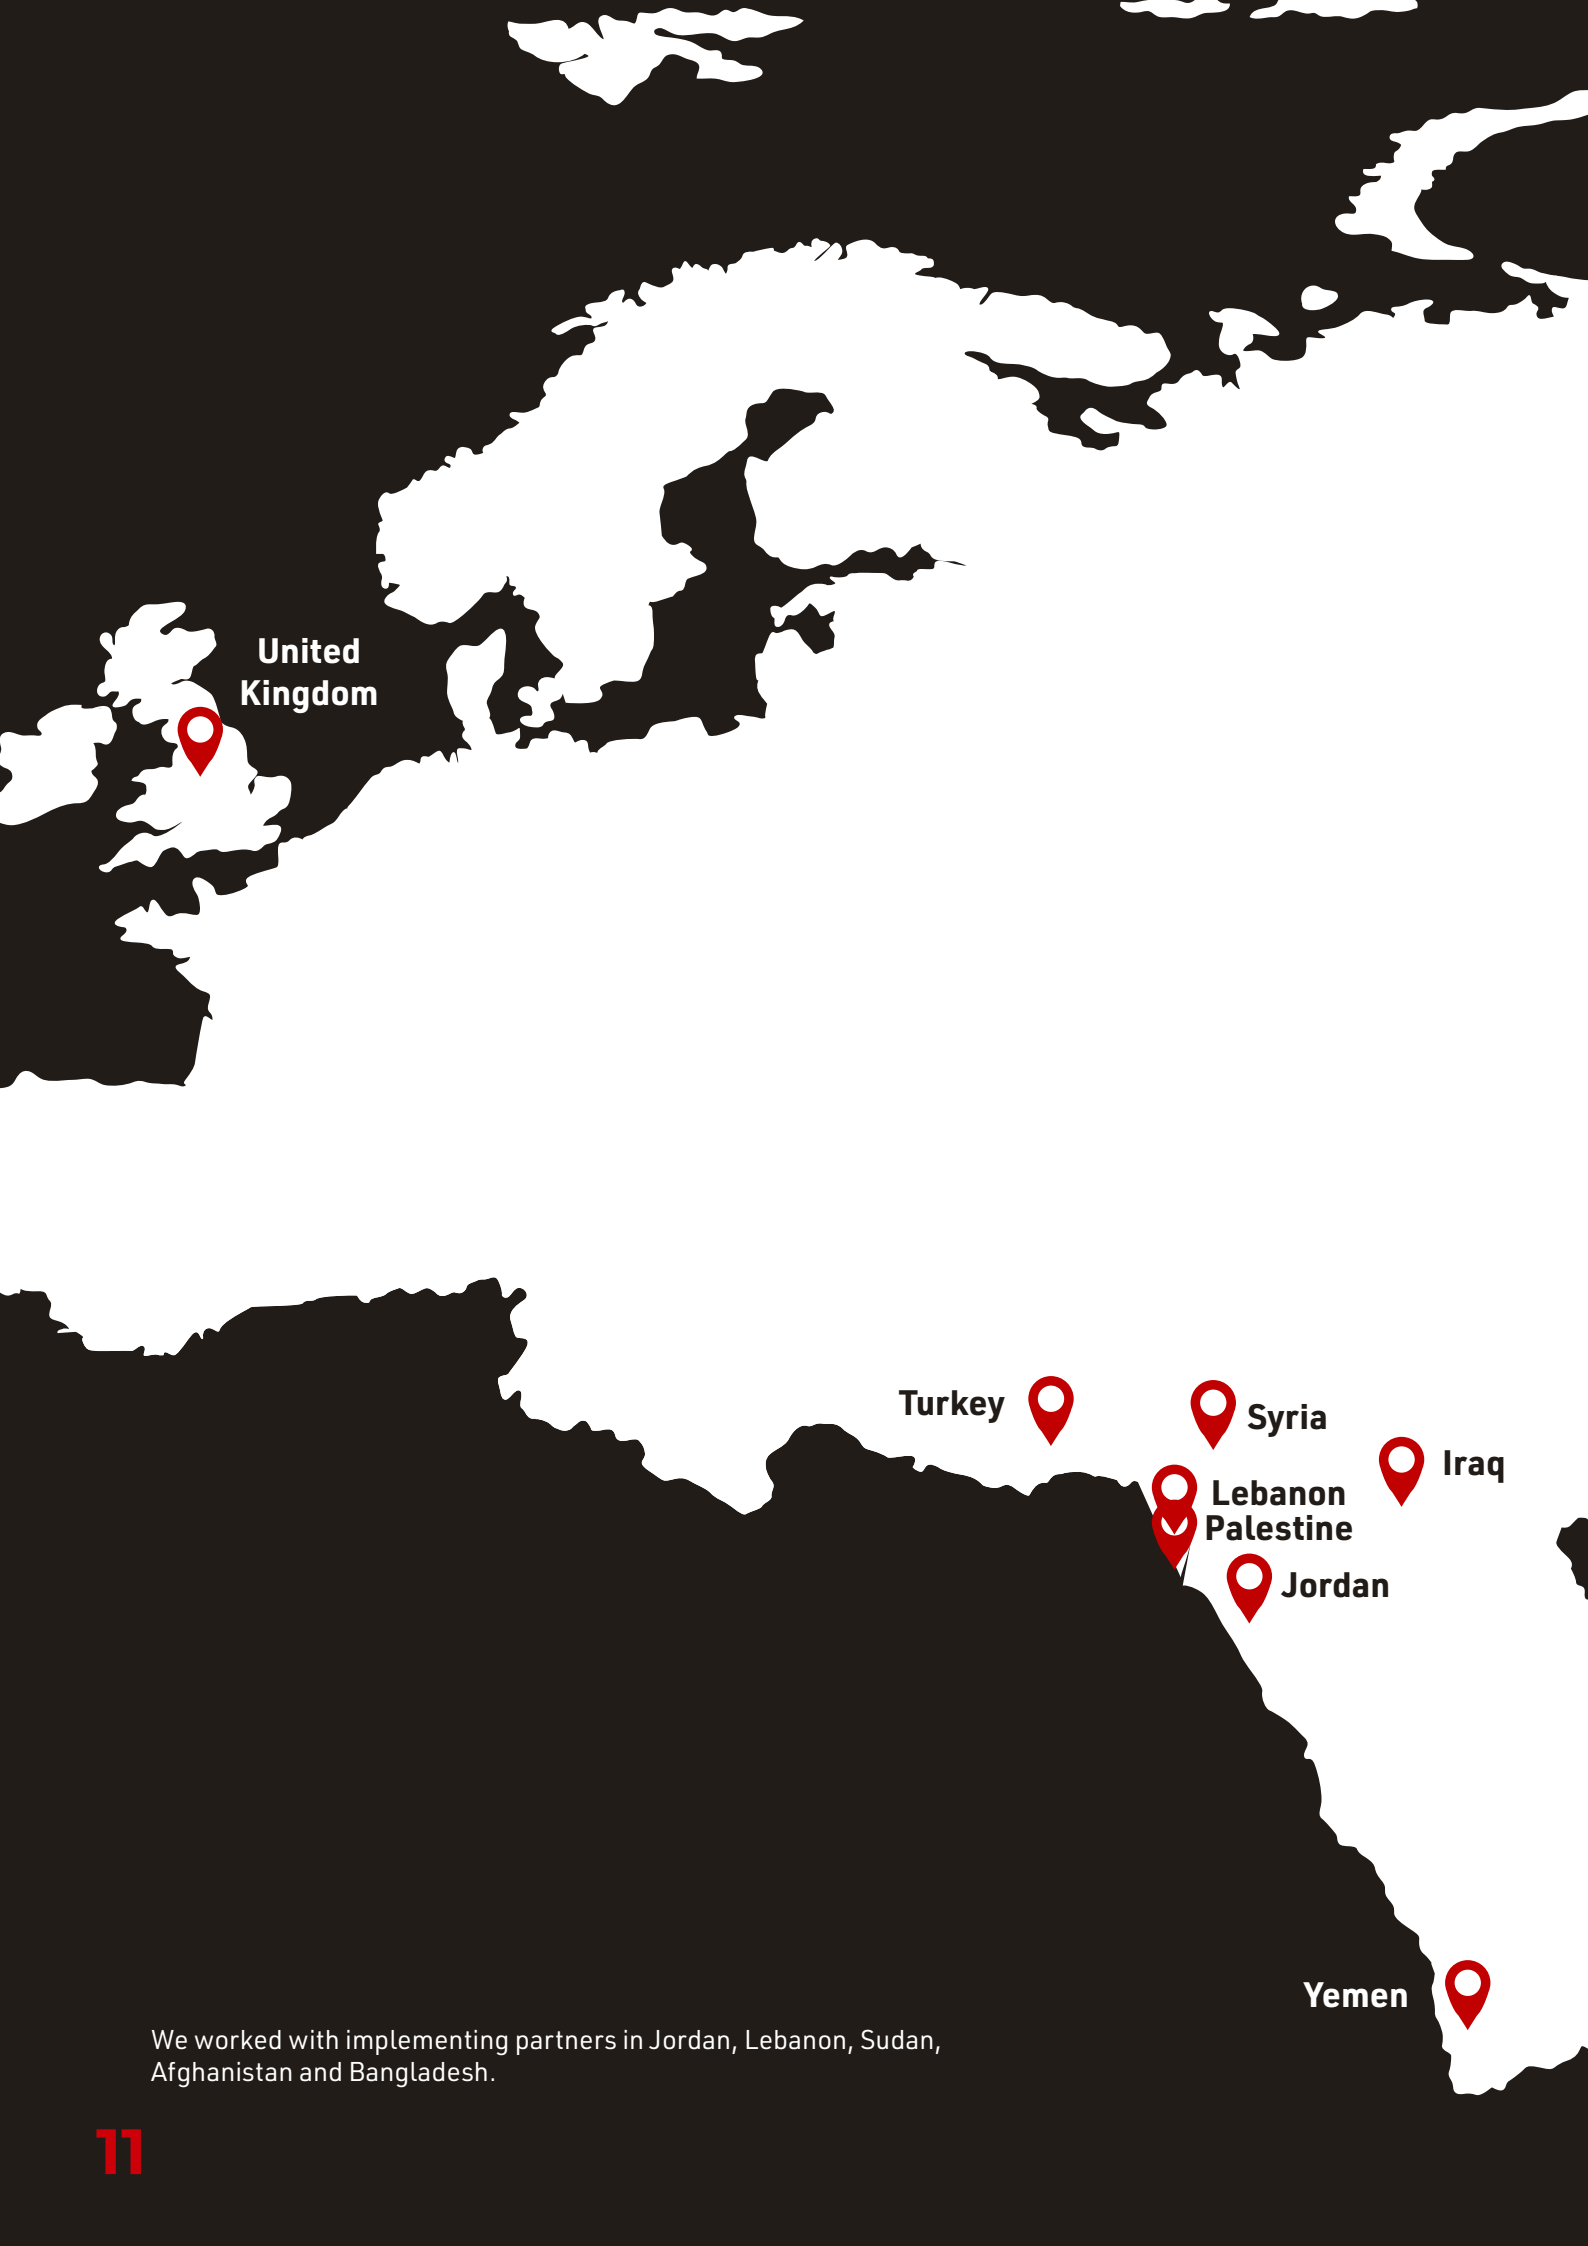 United
Kingdom
Turkey
Syria
Iraq
Lebanon
Palestine
Jordan
Yemen
We worked with implementing partners in Jordan, Lebanon, Sudan,
Afghanistan and Bangladesh.
11